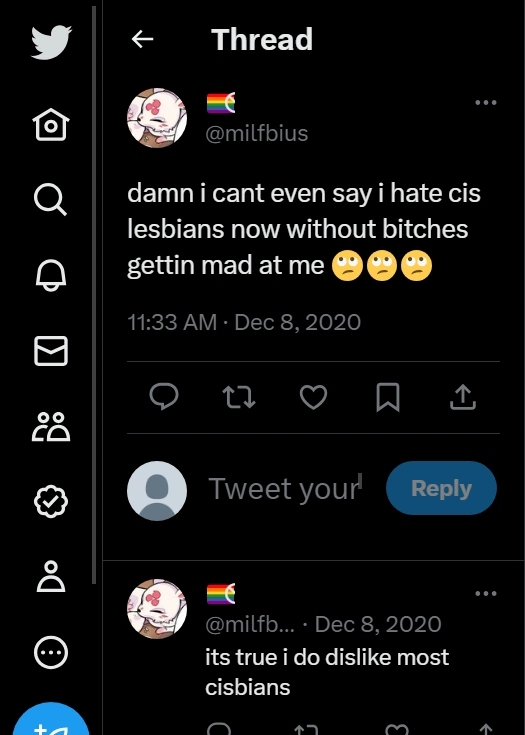 Thread
@milfbius
damn i cant even say i hate cis
lesbians now without bitches
gettin mad at me 🙄🙄🙄
11:33 AM · Dec 8, 2020
Tweet your
Reply
@milfb... · Dec 8, 2020
its true i do dislike most
cisbians